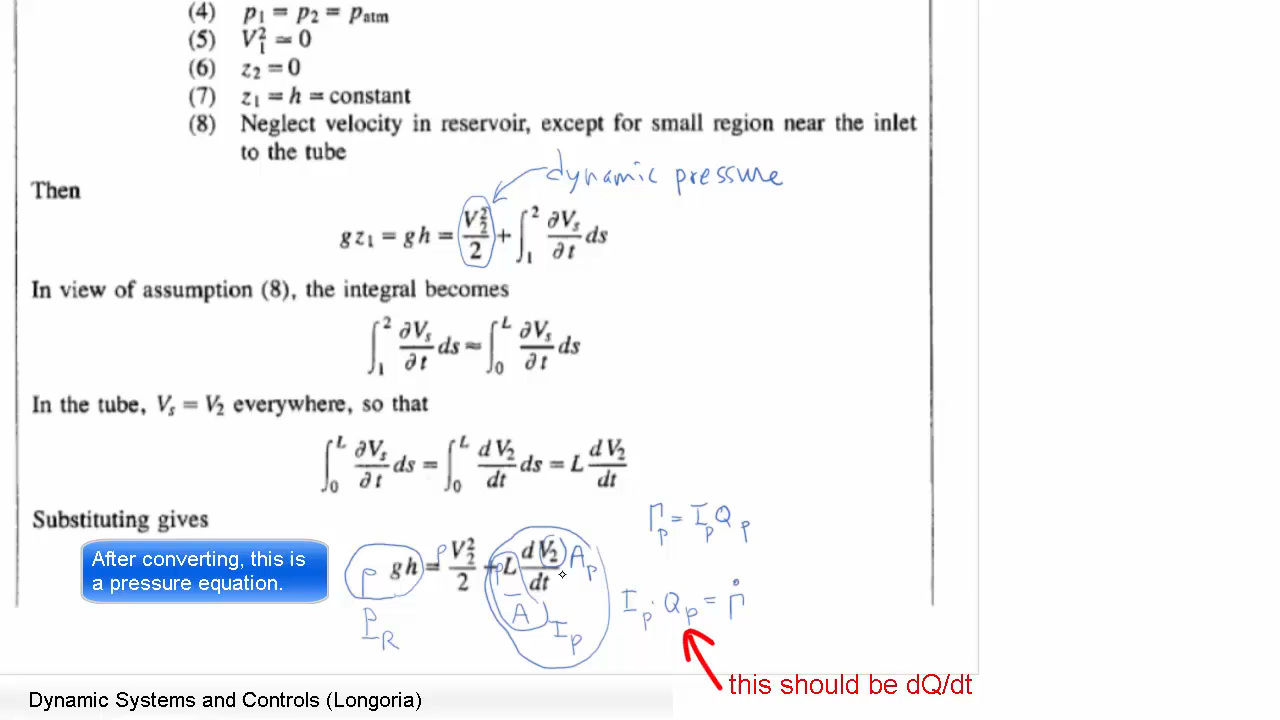 (4) p₁ = p₂ = p_atm
(5) V₁² ≃ 0
(6) z₂ = 0
(7) z₁ = h = constant
(8) Neglect velocity in reservoir, except for small region near the inlet
to the tube
dynamic pressure
Then
gz₁ = gh = V₂²/2 + ∫₁² ∂Vₛ/∂t ds
In view of assumption (8), the integral becomes
∫₁² ∂Vₛ/∂t ds ≈ ∫₀ᴸ ∂Vₛ/∂t ds
In the tube, Vₛ = V₂ everywhere, so that
∫₀ᴸ ∂Vₛ/∂t ds = ∫₀ᴸ dV₂/dt ds = L dV₂/dt
Substituting gives
Γₚ = Iₚ Qₚ
After converting, this is
a pressure equation.
ρ gh = ρ V₂²/2 + ρ L/A dV₂/dt Aₚ
Iₚ · Qₚ = Γ̇
P_R
Iₚ
this should be dQ/dt
Dynamic Systems and Controls (Longoria)